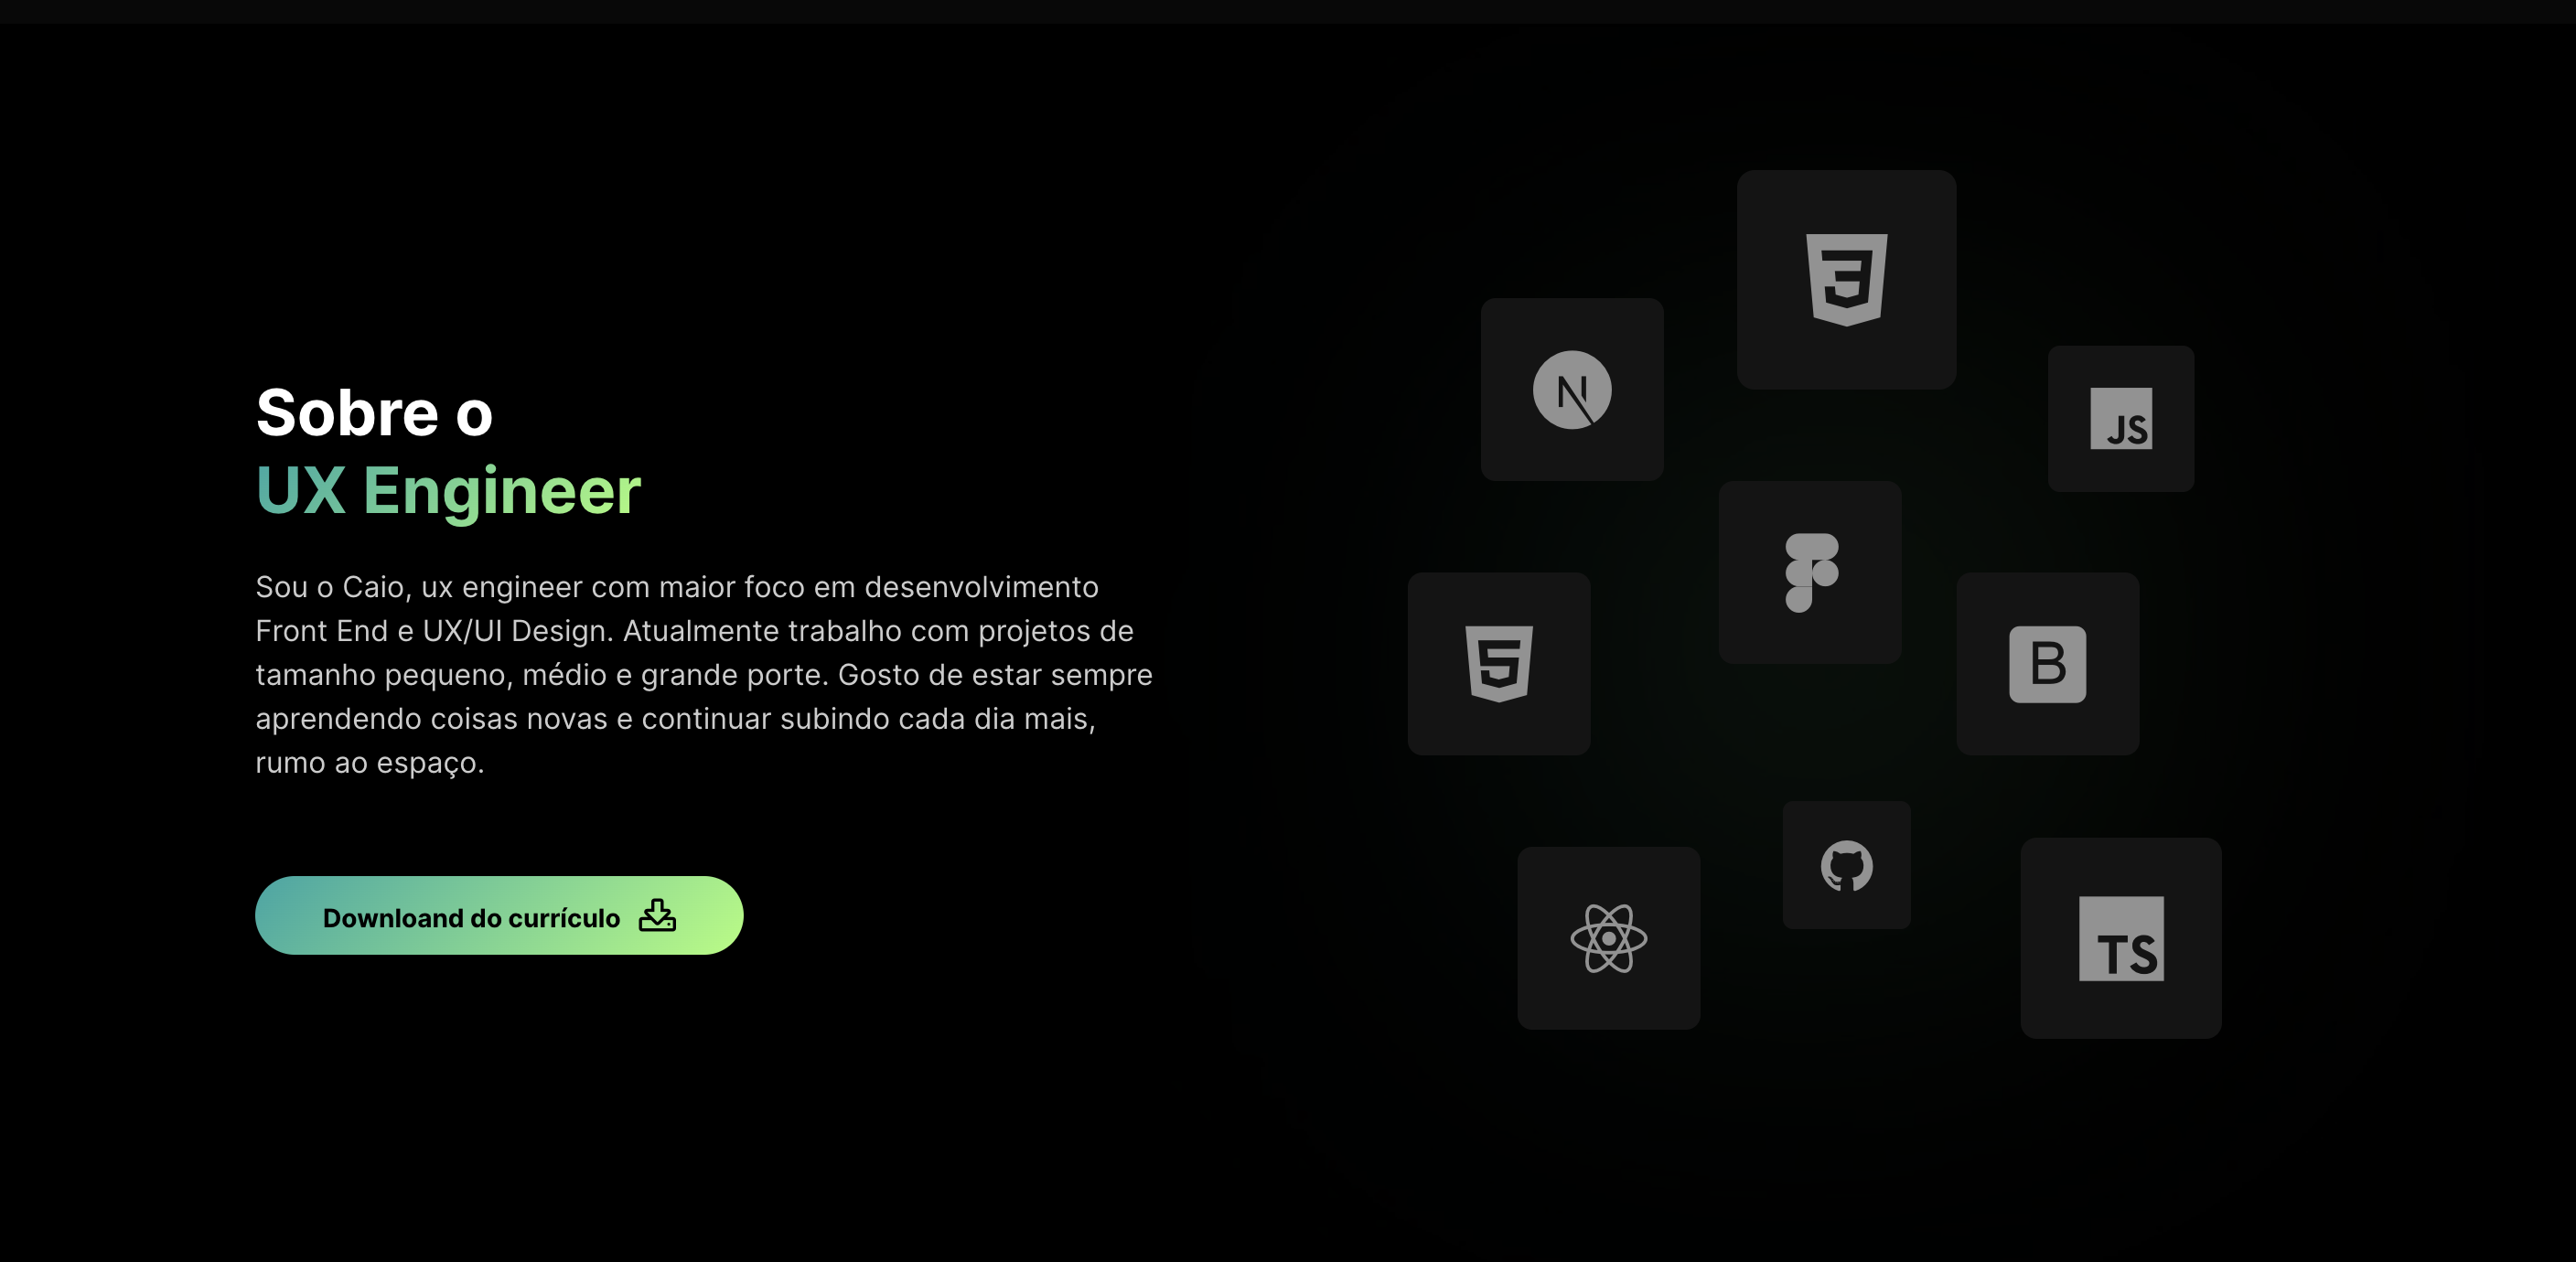 Sobre o
UX Engineer
Sou o Caio, ux engineer com maior foco em desenvolvimento
Front End e UX/UI Design. Atualmente trabalho com projetos de
tamanho pequeno, médio e grande porte. Gosto de estar sempre
aprendendo coisas novas e continuar subindo cada dia mais,
rumo ao espaço.
Downloand do currículo
3
N
JS
5
B
TS